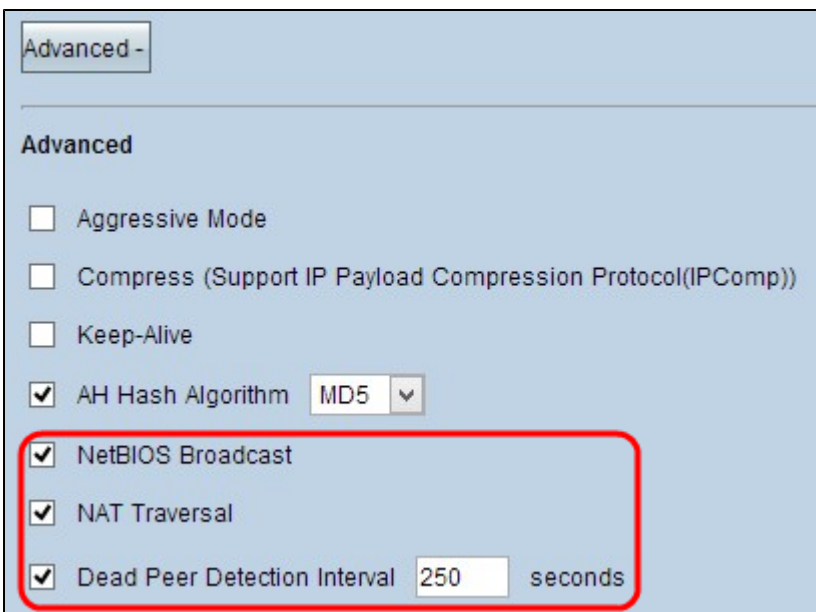 Advanced -
Advanced
Aggressive Mode
Compress (Support IP Payload Compression Protocol(IPComp))
Keep-Alive
AH Hash Algorithm MD5
NetBIOS Broadcast
NAT Traversal
Dead Peer Detection Interval 250 seconds